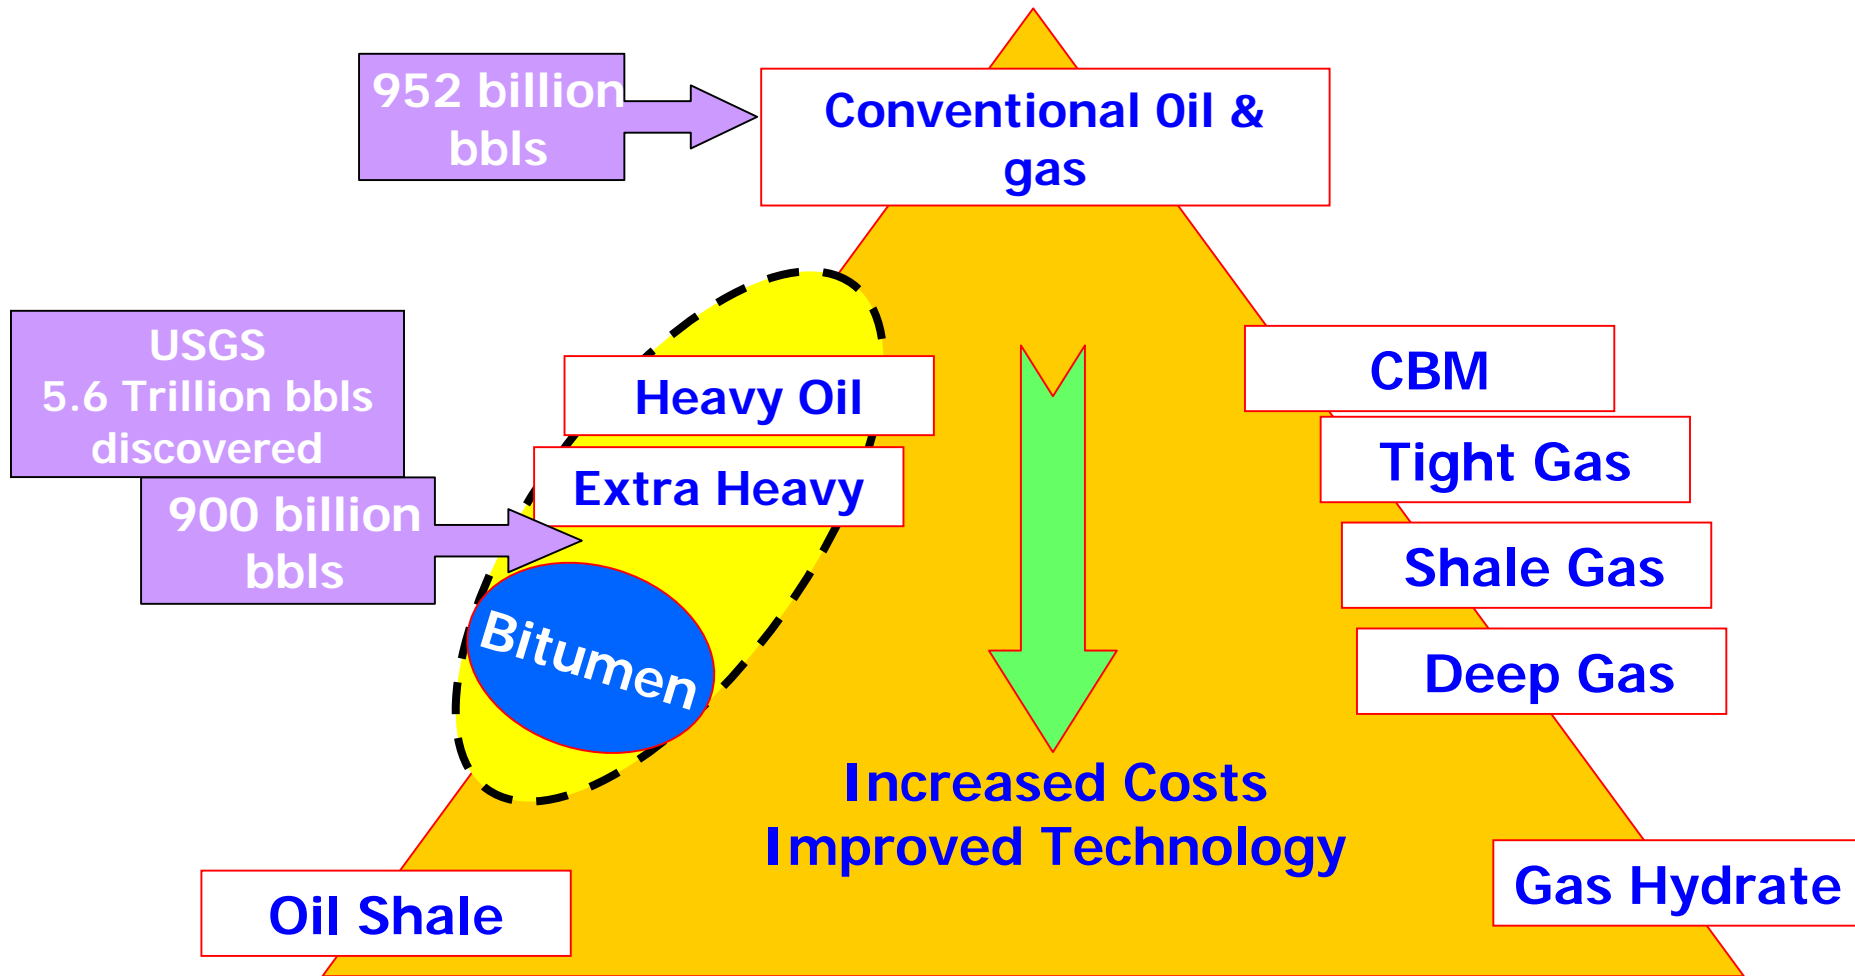 952 billion
bbls
Conventional 0il &
gas
USGS
5.6 Trillion bbls
discovered
900 billion
bbls
Heavy Oil
Extra Heavy
Bitumen
CBM
Tight Gas
Shale Gas
Deep Gas
Increased Costs
Improved Technology
Oil Shale
Gas Hydrate